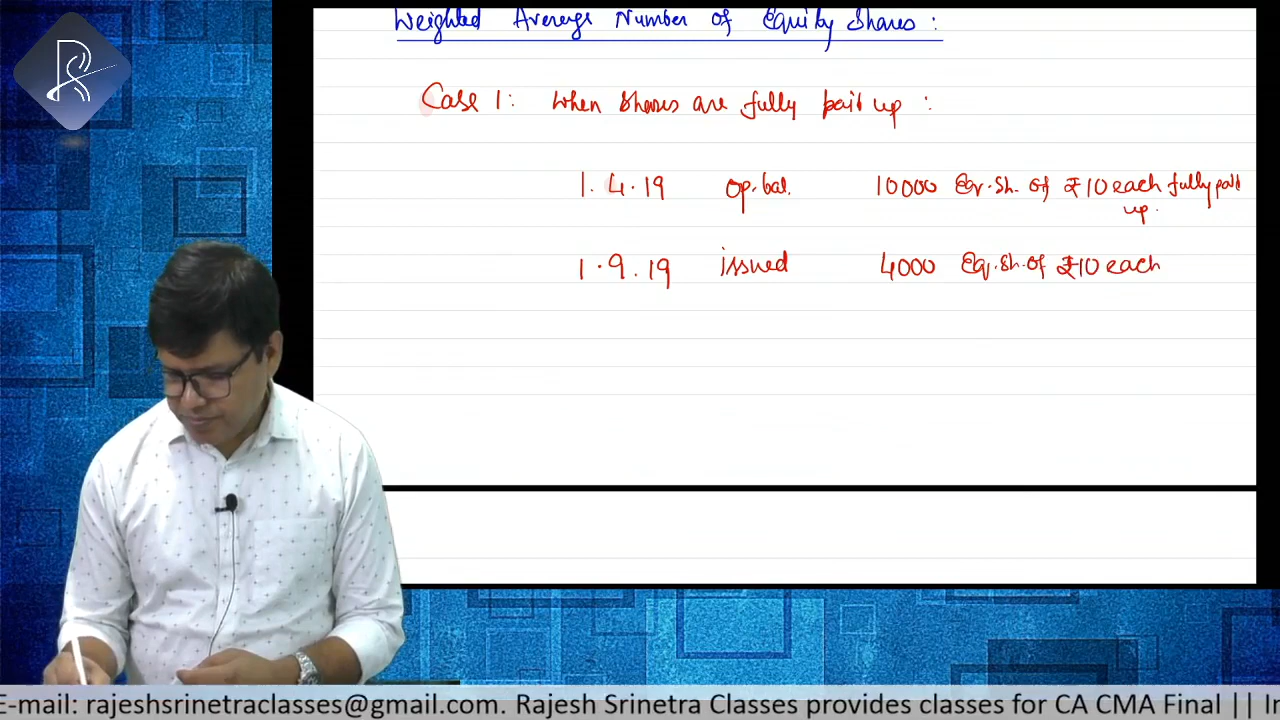 Weighted Average Number of Equity Shares :
Case 1 : When shares are fully paid up :
1.4.19 op.bal. 10000 Eq.Sh. of ₹10 each fully paid
up.
1.9.19 issued 4000 Eq.Sh.of ₹10 each
E-mail: rajeshsrinetraclasses@gmail.com. Rajesh Srinetra Classes provides classes for CA CMA Final || In